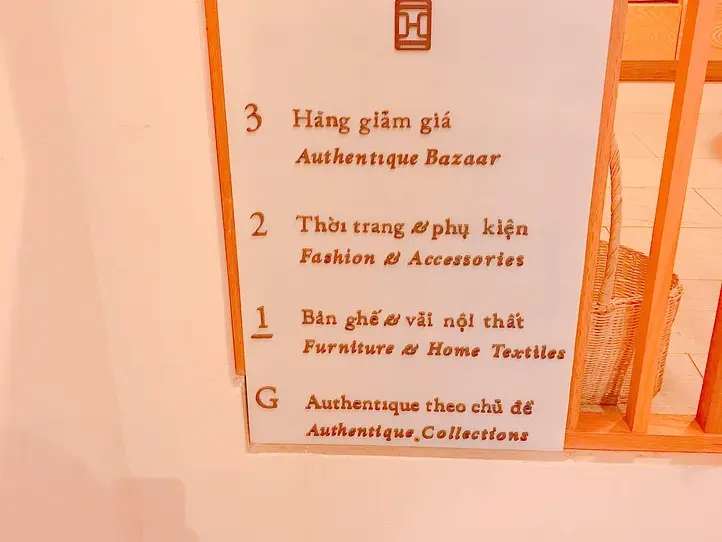 H
3 Hàng giảm giá
Authentique Bazaar
2 Thời trang & phụ kiện
Fashion & Accessories
1 Bàn ghế & vải nội thất
Furniture & Home Textiles
G Authentique theo chủ đề
Authentique Collections